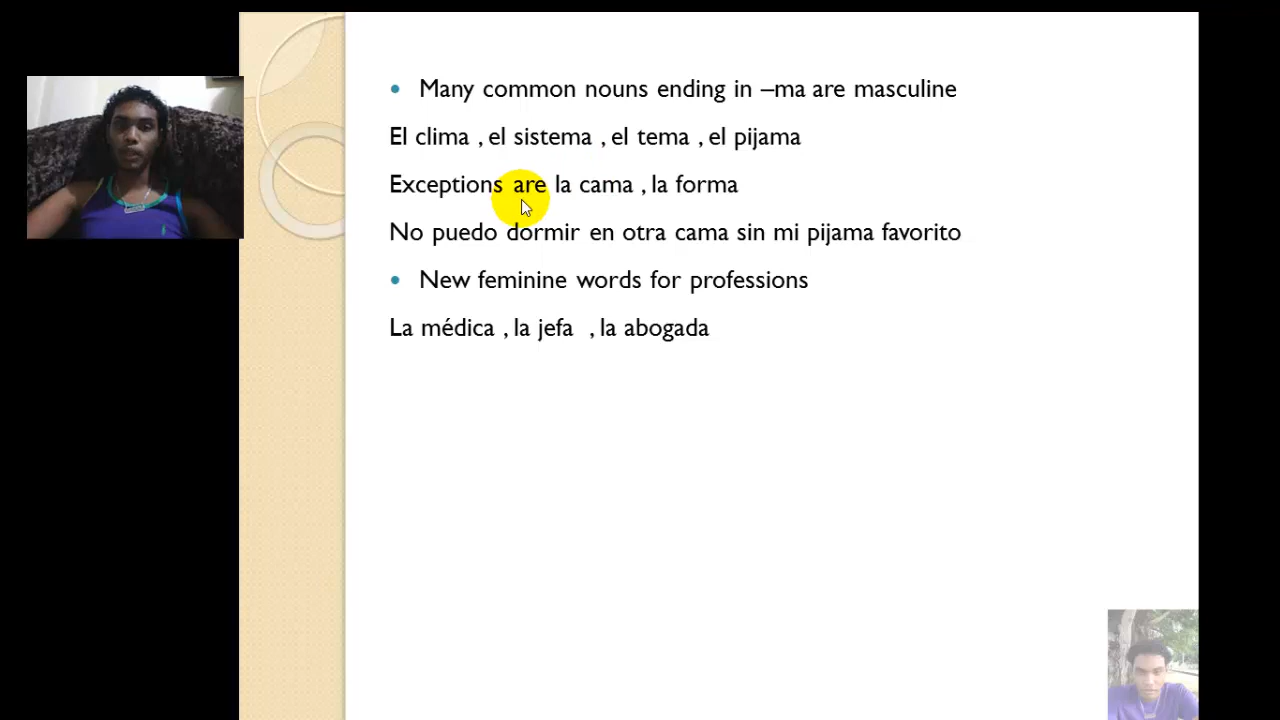 Many common nouns ending in –ma are masculine
El clima , el sistema , el tema , el pijama
Exceptions are la cama , la forma
No puedo dormir en otra cama sin mi pijama favorito
New feminine words for professions
La médica , la jefa , la abogada